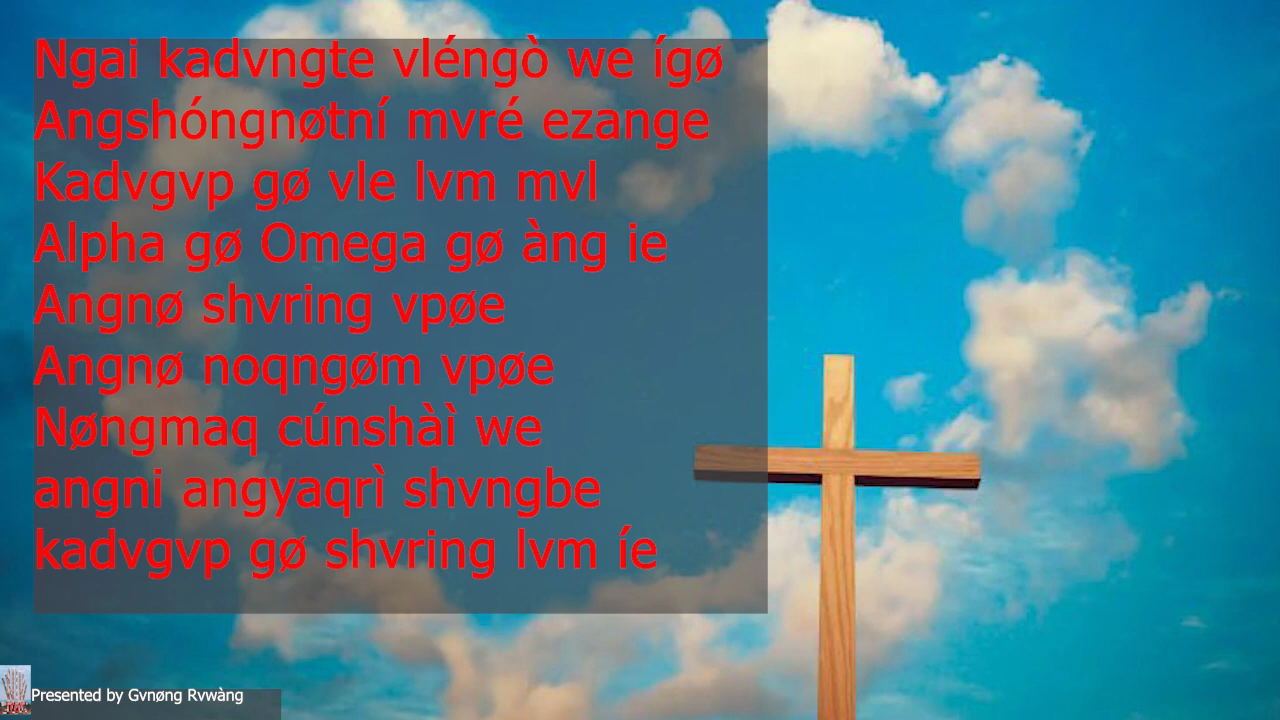 Ngai kadvngte vléngò we ígø
Angshóngnøtní mvré ezange
Kadvgvp gø vle lvm mvl
Alpha gø Omega gø àng ie
Angnø shvring vpøe
Angnø noqngøm vpøe
Nøngmaq cúnshàì we
angni angyaqrì shvngbe
kadvgvp gø shvring lvm íe
Presented by Gvnøng Rvwàng